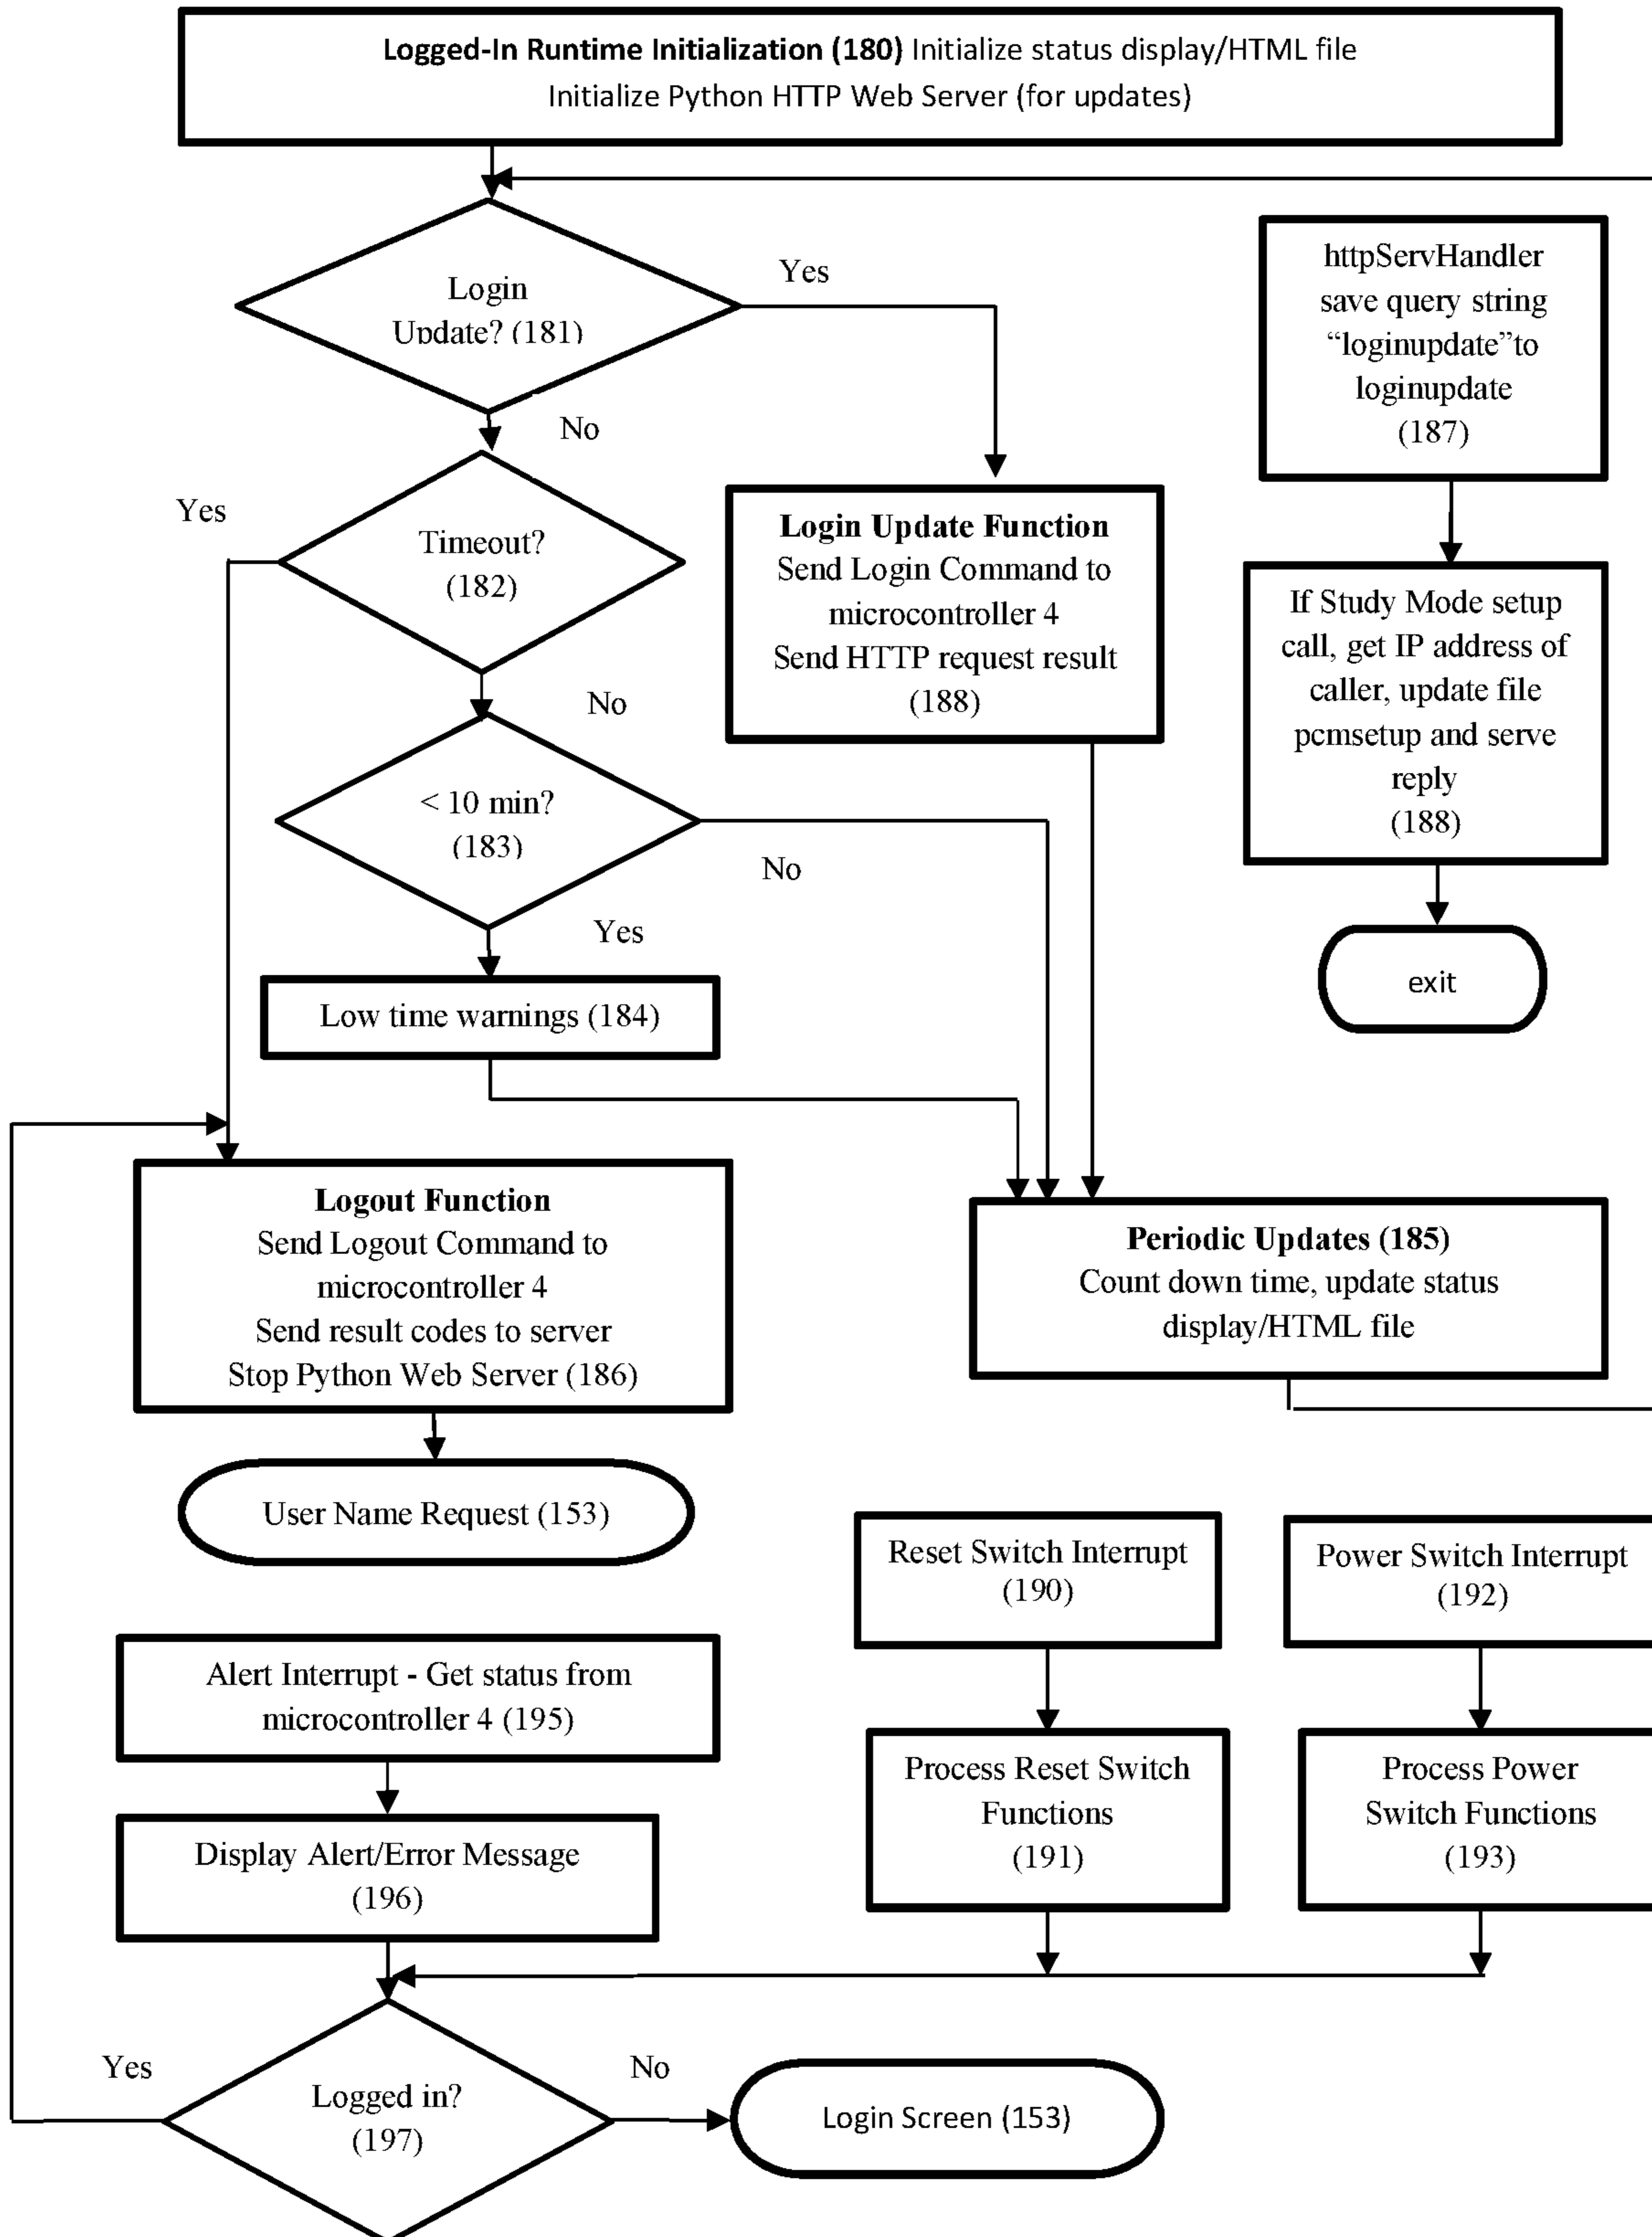 Logged-In Runtime Initialization (180) Initialize status display/HTML file
Initialize Python HTTP Web Server (for updates)
Login
Update? (181)
Yes
No
httpServHandler
save query string
“loginupdate”to
loginupdate
(187)
Yes
Timeout?
(182)
No
Login Update Function
Send Login Command to
microcontroller 4
Send HTTP request result
(188)
If Study Mode setup
call, get IP address of
caller, update file
pcmsetup and serve
reply
(188)
exit
< 10 min?
(183)
No
Yes
Low time warnings (184)
Logout Function
Send Logout Command to
microcontroller 4
Send result codes to server
Stop Python Web Server (186)
Periodic Updates (185)
Count down time, update status
display/HTML file
User Name Request (153)
Reset Switch Interrupt
(190)
Power Switch Interrupt
(192)
Alert Interrupt - Get status from
microcontroller 4 (195)
Process Reset Switch
Functions
(191)
Process Power
Switch Functions
(193)
Display Alert/Error Message
(196)
Yes
Logged in?
(197)
No
Login Screen (153)